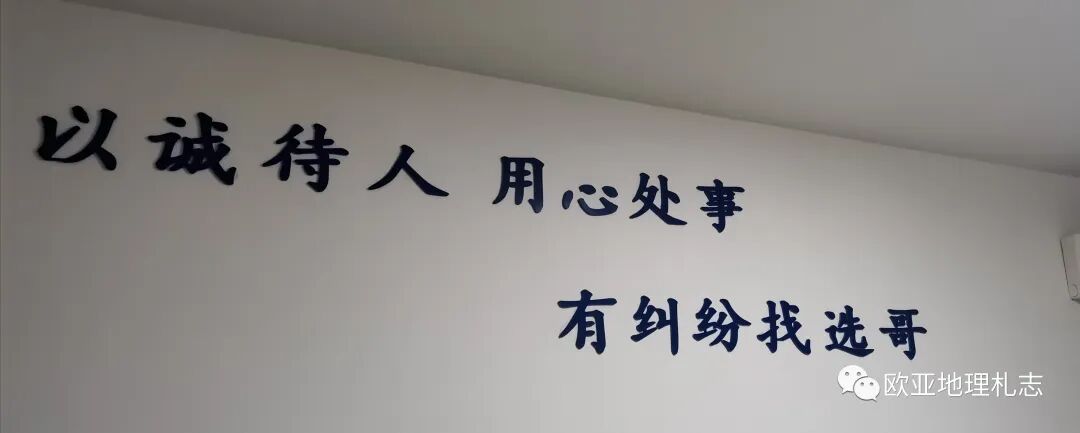 以诚待人 用心处事
有纠纷找选哥
欧亚地理札志